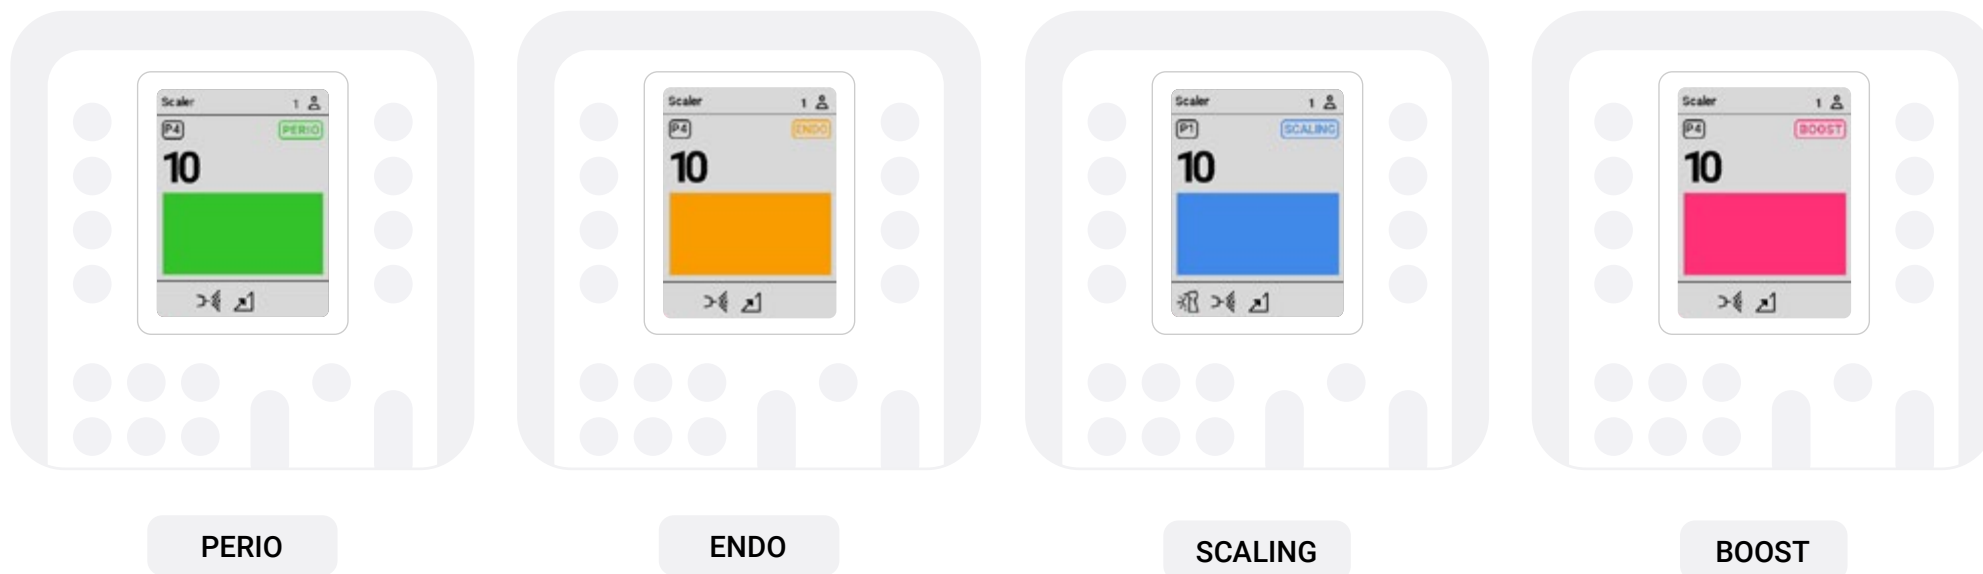 Scaler 1
P4 PERIO
10
Scaler 1
P4 ENDO
10
Scaler 1
P1 SCALING
10
Scaler 1
P4 BOOST
10
PERIO
ENDO
SCALING
BOOST